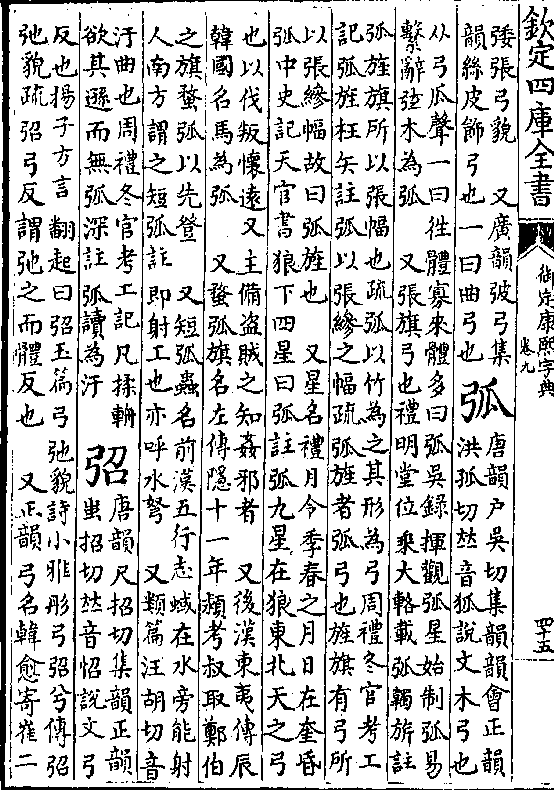 欽定四庫全書
御定康熙字典
卷九
四十五
張弓貌　又廣韻弓集
韻絲皮飾弓也一曰曲弓也
弧
唐韻户吳切集韻韻會正韻
洪孤切𠀤音狐說文木弓也
从弓瓜聲一曰徃體寡來體多曰弧吳錄揮觀弧星始制弧易
繫辭弦木為弧　又張旗弓也禮明堂位乘大輅載弧韣旂註
弧旌旗所以張幅也疏弧以竹為之其形為弓周禮冬官考工
記弧旌枉矢註弧以張縿之幅疏弧旌者弧弓也旌旗有弓所
以張縿幅故曰弧旌也　又星名禮月令季春之月日在奎昏
弧中史記天官書狼下四星曰弧註弧九星在狼東北天之弓
也以伐叛懷遠又主備盗賊之知姦邪者　又後漢東夷傳辰
韓國名馬為弧　又蝥弧旗名左傳隱十一年潁考叔取鄭伯
之旗蝥弧以先登　又短弧蟲名前漢五行志蜮在水旁能射
人南方謂之短弧註即射工也亦呼水弩　又類篇汪胡切音
汙曲也周禮冬官考工記凡揉輈
欲其遜而無弧深註弧讀為汙
弨
唐韻尺招切集韻正韻
蚩招切𠀤音怊說文弓
反也揚子方言翻起曰弨玉篇弓弛貌詩小雅彤弓弨兮傳弨
弛貌疏弨弓反謂弛之而體反也　又正韻弓名韓愈寄崔二